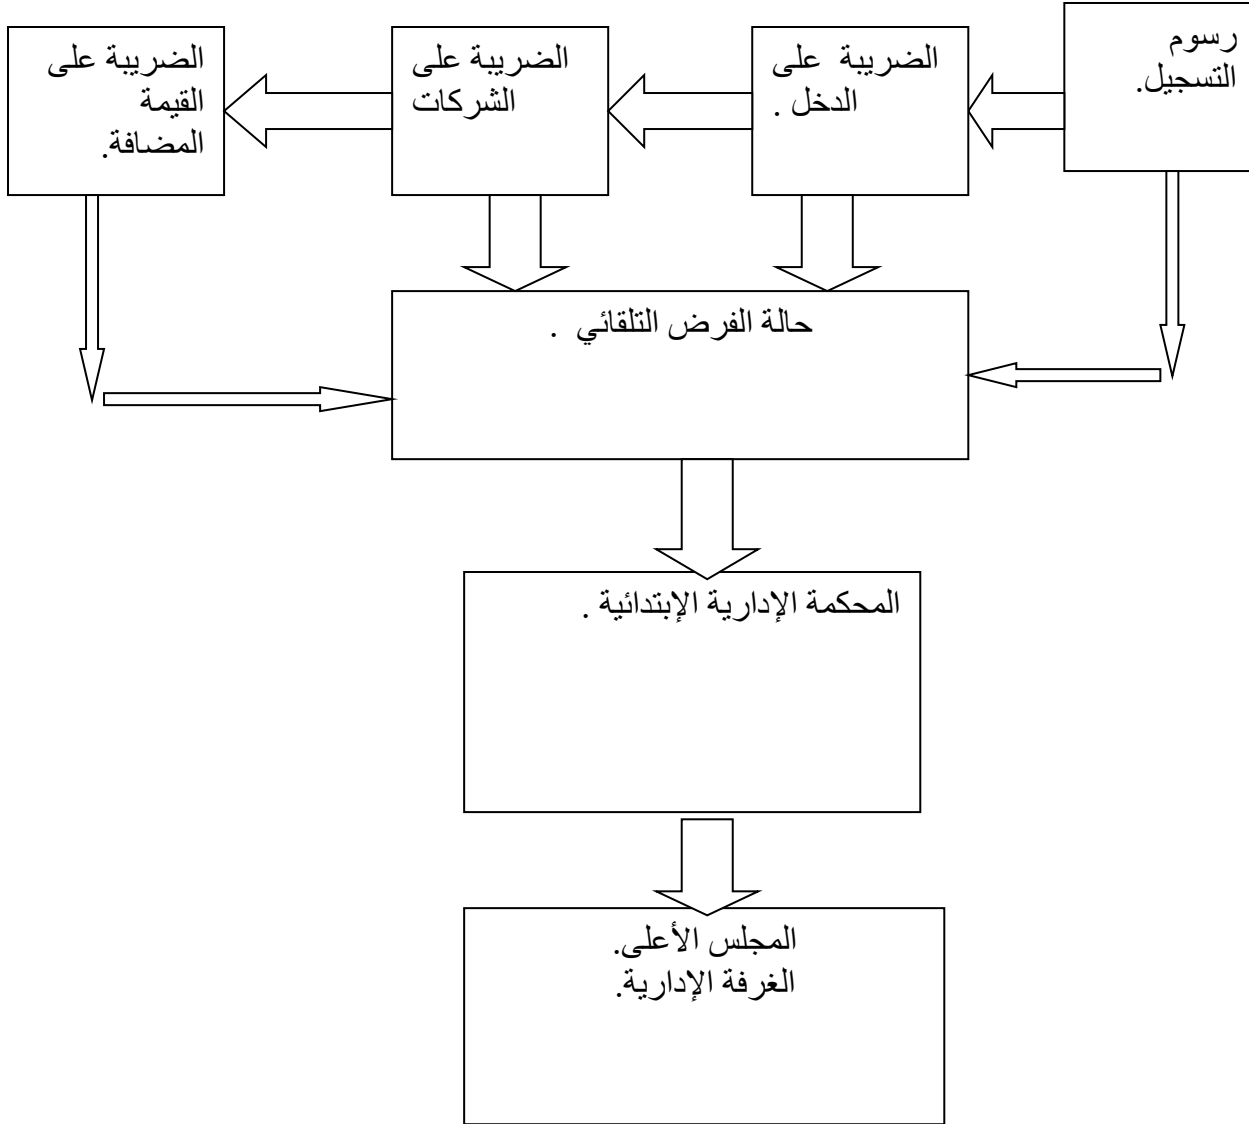 رسوم
التسجيل.
الضريبة على
الدخل .
الضريبة على
الشركات
الضريبة على
القيمة
المضافة.
حالة الفرض التلقائي .
المحكمة الإدارية الإبتدائية .
المجلس الأعلى.
الغرفة الإدارية.